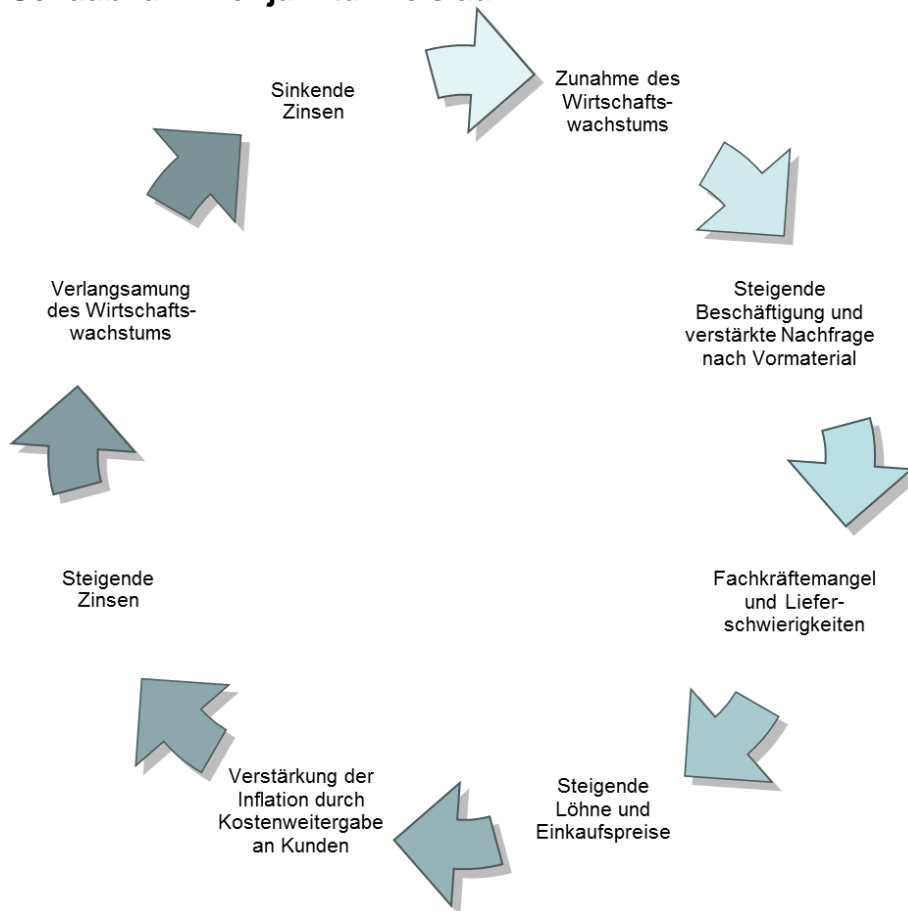 Sinkende
Zinsen
Zunahme des
Wirtschafts-
wachstums
Steigende
Beschäftigung und
verstärkte Nachfrage
nach Vormaterial
Fachkräftemangel
und Liefer-
schwierigkeiten
Steigende
Löhne und
Einkaufspreise
Verstärkung der
Inflation durch
Kostenweitergabe
an Kunden
Steigende
Zinsen
Verlangsamung
des Wirtschafts-
wachstums